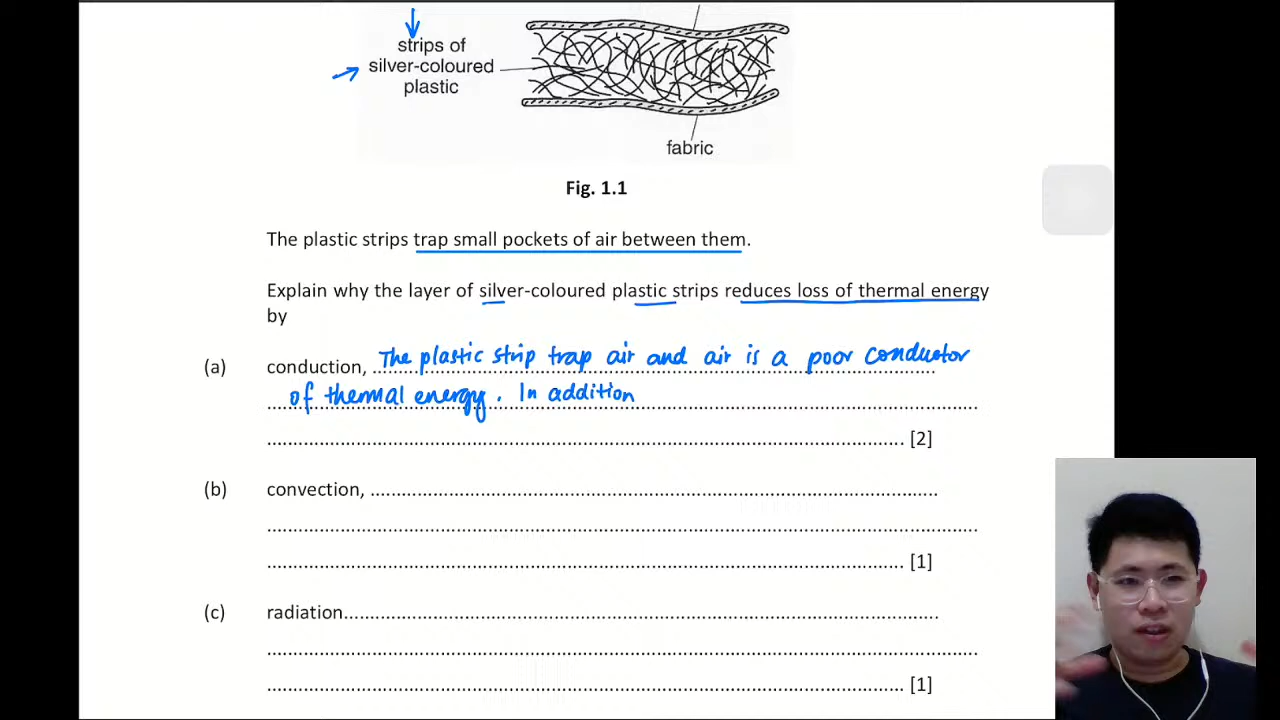 strips of
silver-coloured
plastic
fabric
Fig. 1.1
The plastic strips trap small pockets of air between them.
Explain why the layer of silver-coloured plastic strips reduces loss of thermal energy
by
(a) conduction, The plastic strip trap air and air is a poor conductor
of thermal energy. In addition
[2]
(b) convection,
[1]
(c) radiation
[1]